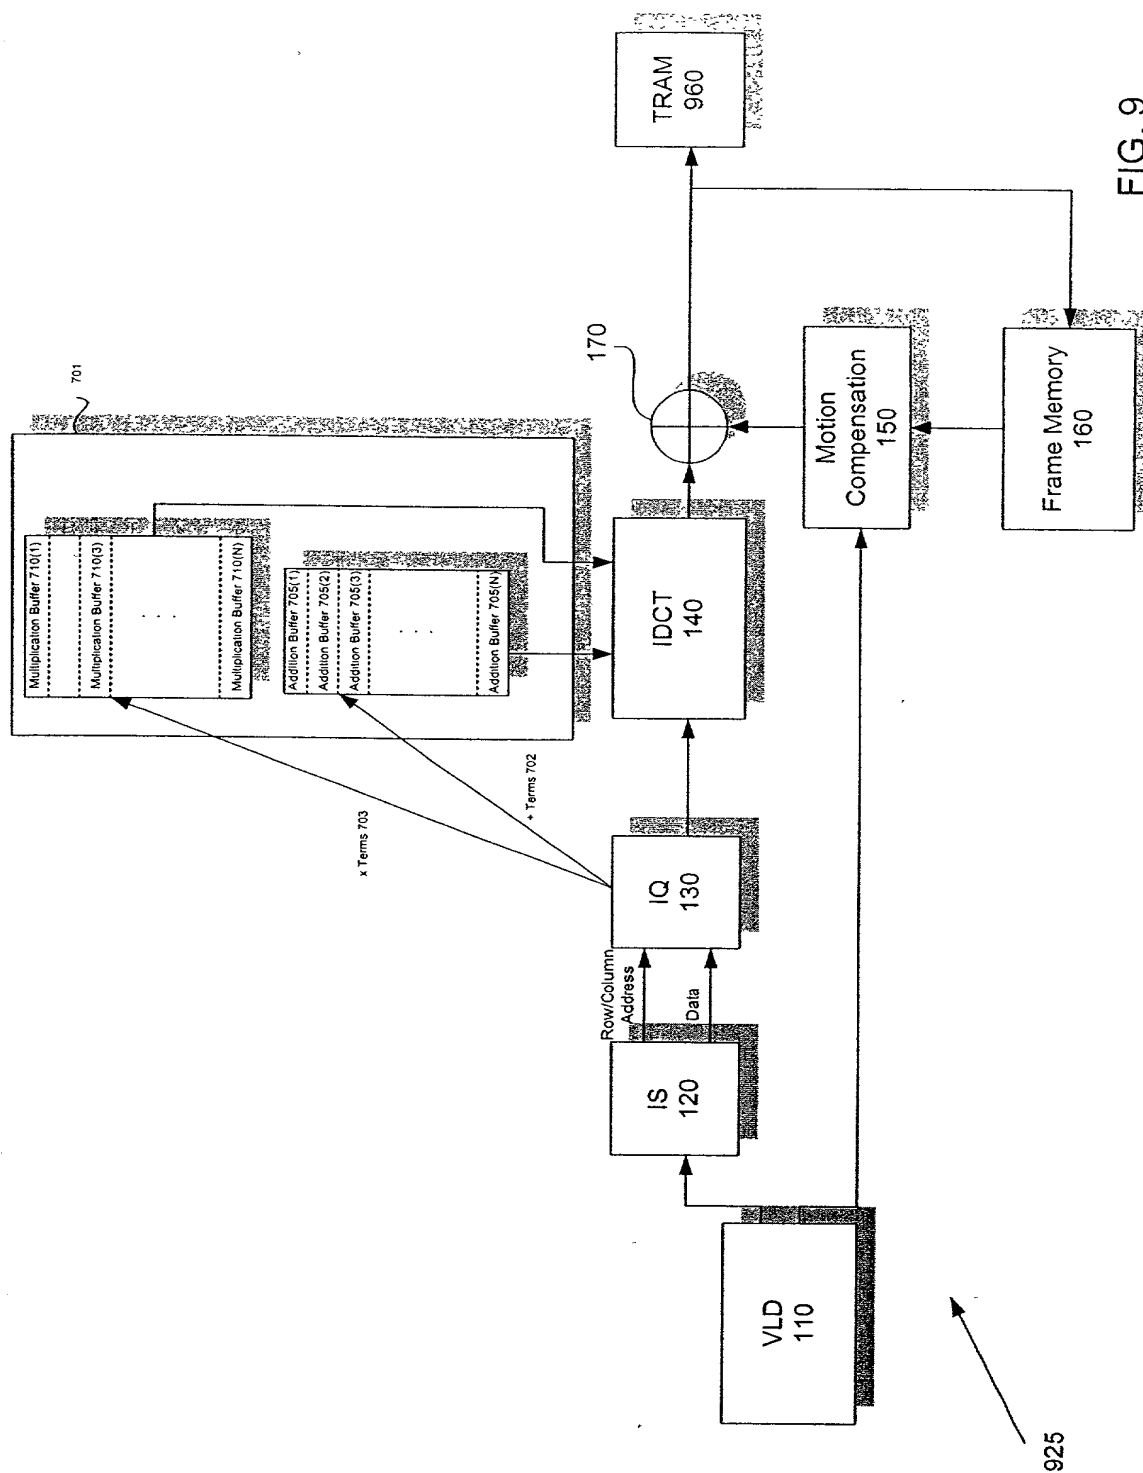 701
Multiplication Buffer 710(1)
Multiplication Buffer 710(3)
. . .
Multiplication Buffer 710(N)
Addition Buffer 705(1)
Addition Buffer 705(2)
Addition Buffer 705(3)
. . .
Addition Buffer 705(N)
x Terms 703
+ Terms 702
VLD
110
IS
120
Row/Column
Address
Data
IQ
130
IDCT
140
170
TRAM
960
Motion
Compensation
150
Frame Memory
160
925
FIG. 9